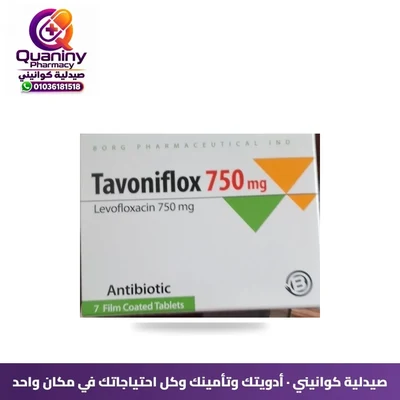 Quaniny
Pharmacy
صيدلية كوانيني
01036181518
BORG PHARMACEUTICAL IND
Tavoniflox 750 mg
Levofloxacin 750 mg
Antibiotic
7 Film Coated Tablets
صيدلية كوانيني - أدويتك وتأمينك وكل احتياجاتك في مكان واحد